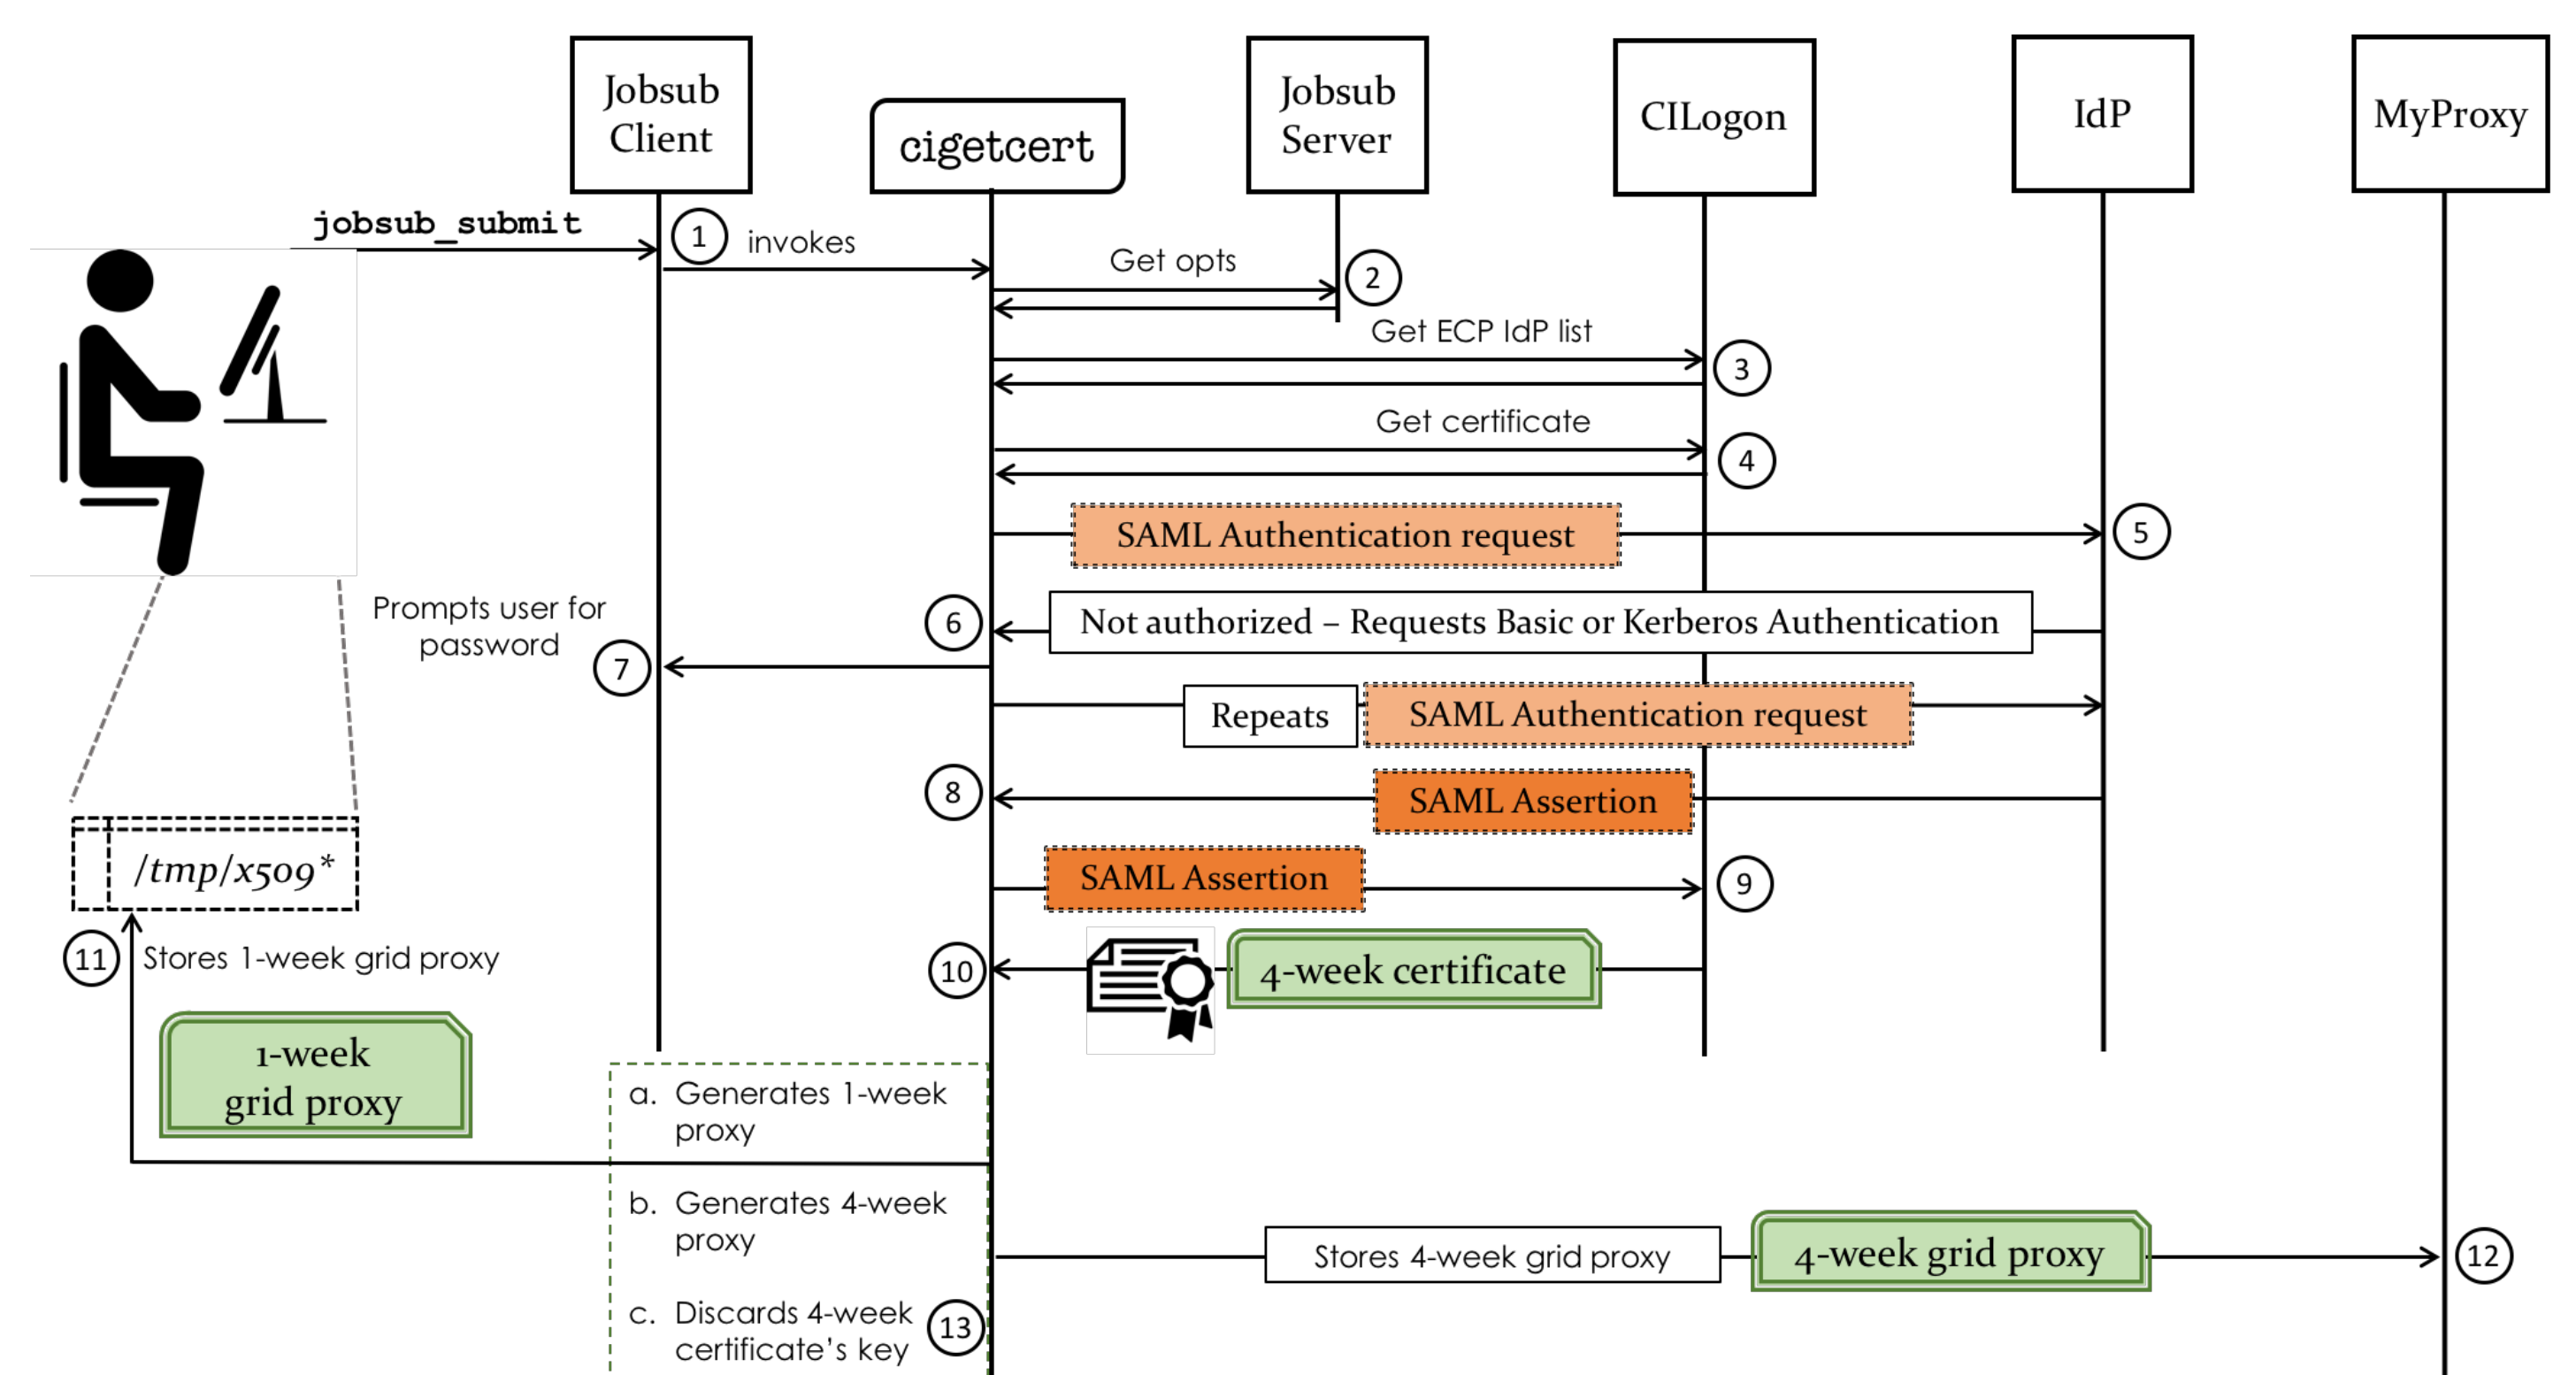 Jobsub
Client
cigetcert
Jobsub
Server
CILogon
IdP
MyProxy
jobsub_submit
1
invokes
Get opts
2
Get ECP IdP list
3
Get certificate
4
SAML Authentication request
5
Prompts user for
password
6
Not authorized – Requests Basic or Kerberos Authentication
7
Repeats
SAML Authentication request
8
SAML Assertion
/tmp/x509*
SAML Assertion
9
11
Stores 1-week grid proxy
10
4-week certificate
1-week
grid proxy
a. Generates 1-week
proxy
b. Generates 4-week
proxy
Stores 4-week grid proxy
4-week grid proxy
12
c. Discards 4-week
certificate's key
13